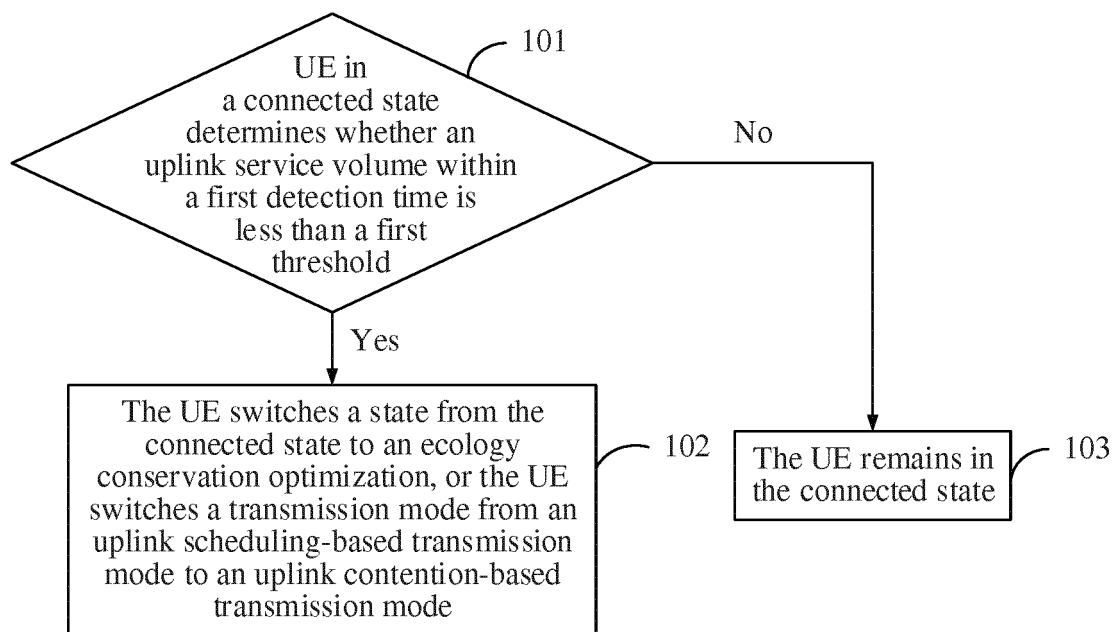 101
UE in
a connected state
determines whether an
uplink service volume within
a first detection time is
less than a first
threshold
No
Yes
The UE switches a state from the
connected state to an ecology
conservation optimization, or the UE
switches a transmission mode from an
uplink scheduling-based transmission
mode to an uplink contention-based
transmission mode
102
The UE remains in
the connected state
103